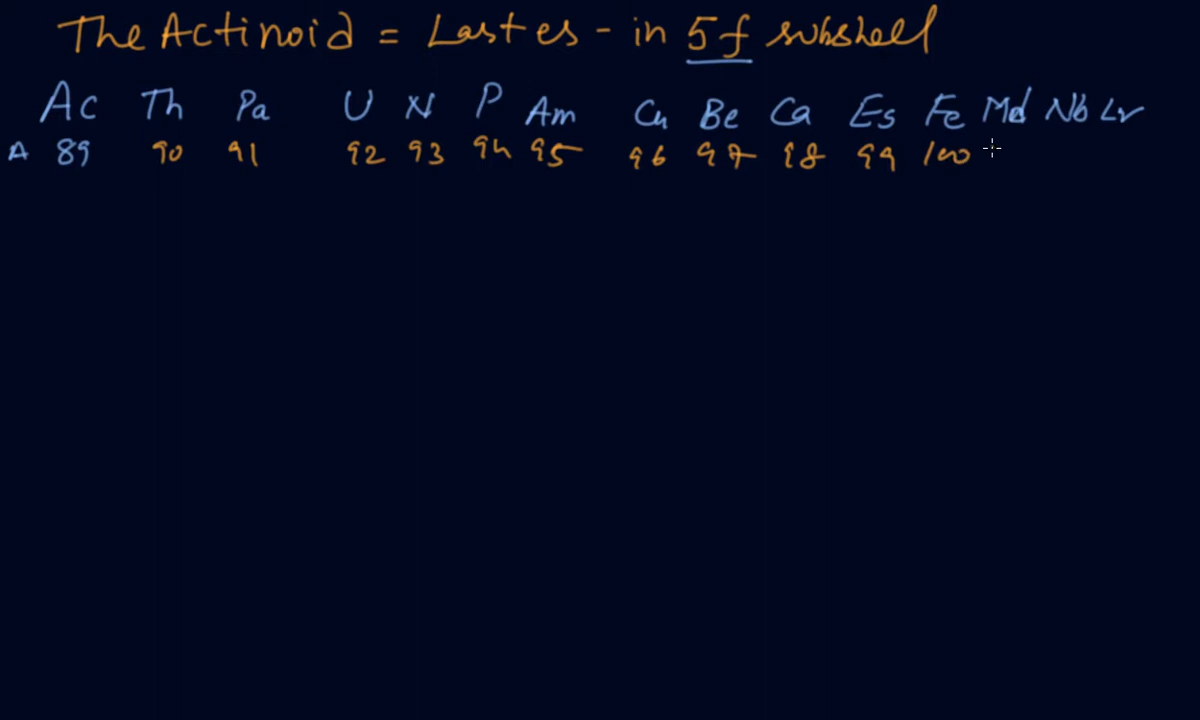 The Actinoid = Last es - in 5f subshell
Ac Th Pa U N P Am Cu Be Ca Es Fe Md Nb Lr
A 89 90 91 92 93 94 95 96 97 98 99 100